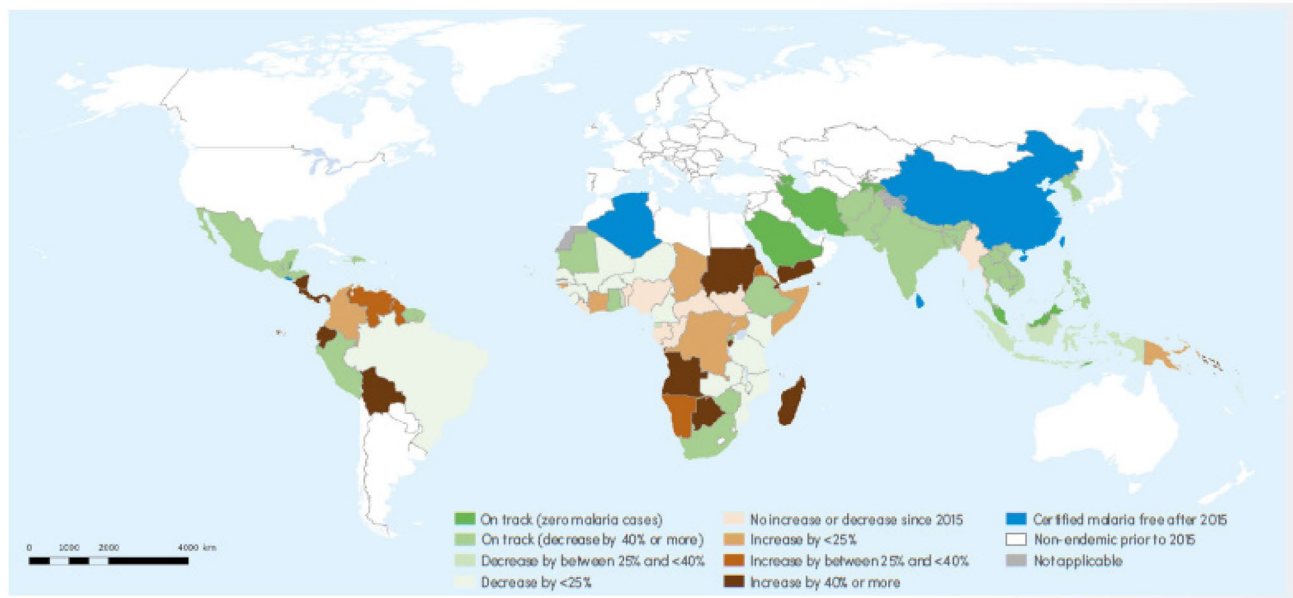 On track (zero malaria cases)
On track (decrease by 40% or more)
Decrease by between 25% and <40%
Decrease by <25%
No increase or decrease since 2015
Increase by <25%
Increase by between 25% and <40%
Increase by 40% or more
Certified malaria free after 2015
Non-endemic prior to 2015
Not applicable
0 1000 2000 4000 km